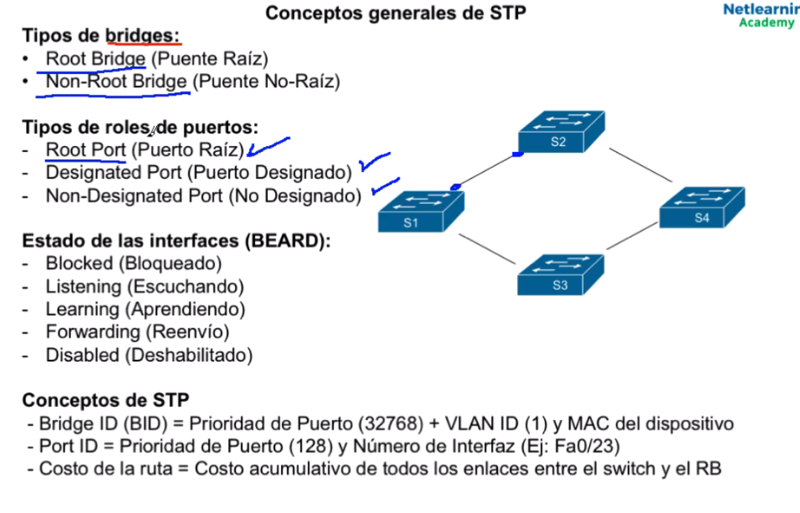 Conceptos generales de STP
Netlearnin
Academy
Tipos de bridges:
• Root Bridge (Puente Raíz)
• Non-Root Bridge (Puente No-Raíz)
Tipos de roles de puertos:
- Root Port (Puerto Raíz)
- Designated Port (Puerto Designado)
- Non-Designated Port (No Designado)
S2
S1
S4
S3
Estado de las interfaces (BEARD):
- Blocked (Bloqueado)
- Listening (Escuchando)
- Learning (Aprendiendo)
- Forwarding (Reenvío)
- Disabled (Deshabilitado)
Conceptos de STP
- Bridge ID (BID) = Prioridad de Puerto (32768) + VLAN ID (1) y MAC del dispositivo
- Port ID = Prioridad de Puerto (128) y Número de Interfaz (Ej: Fa0/23)
- Costo de la ruta = Costo acumulativo de todos los enlaces entre el switch y el RB